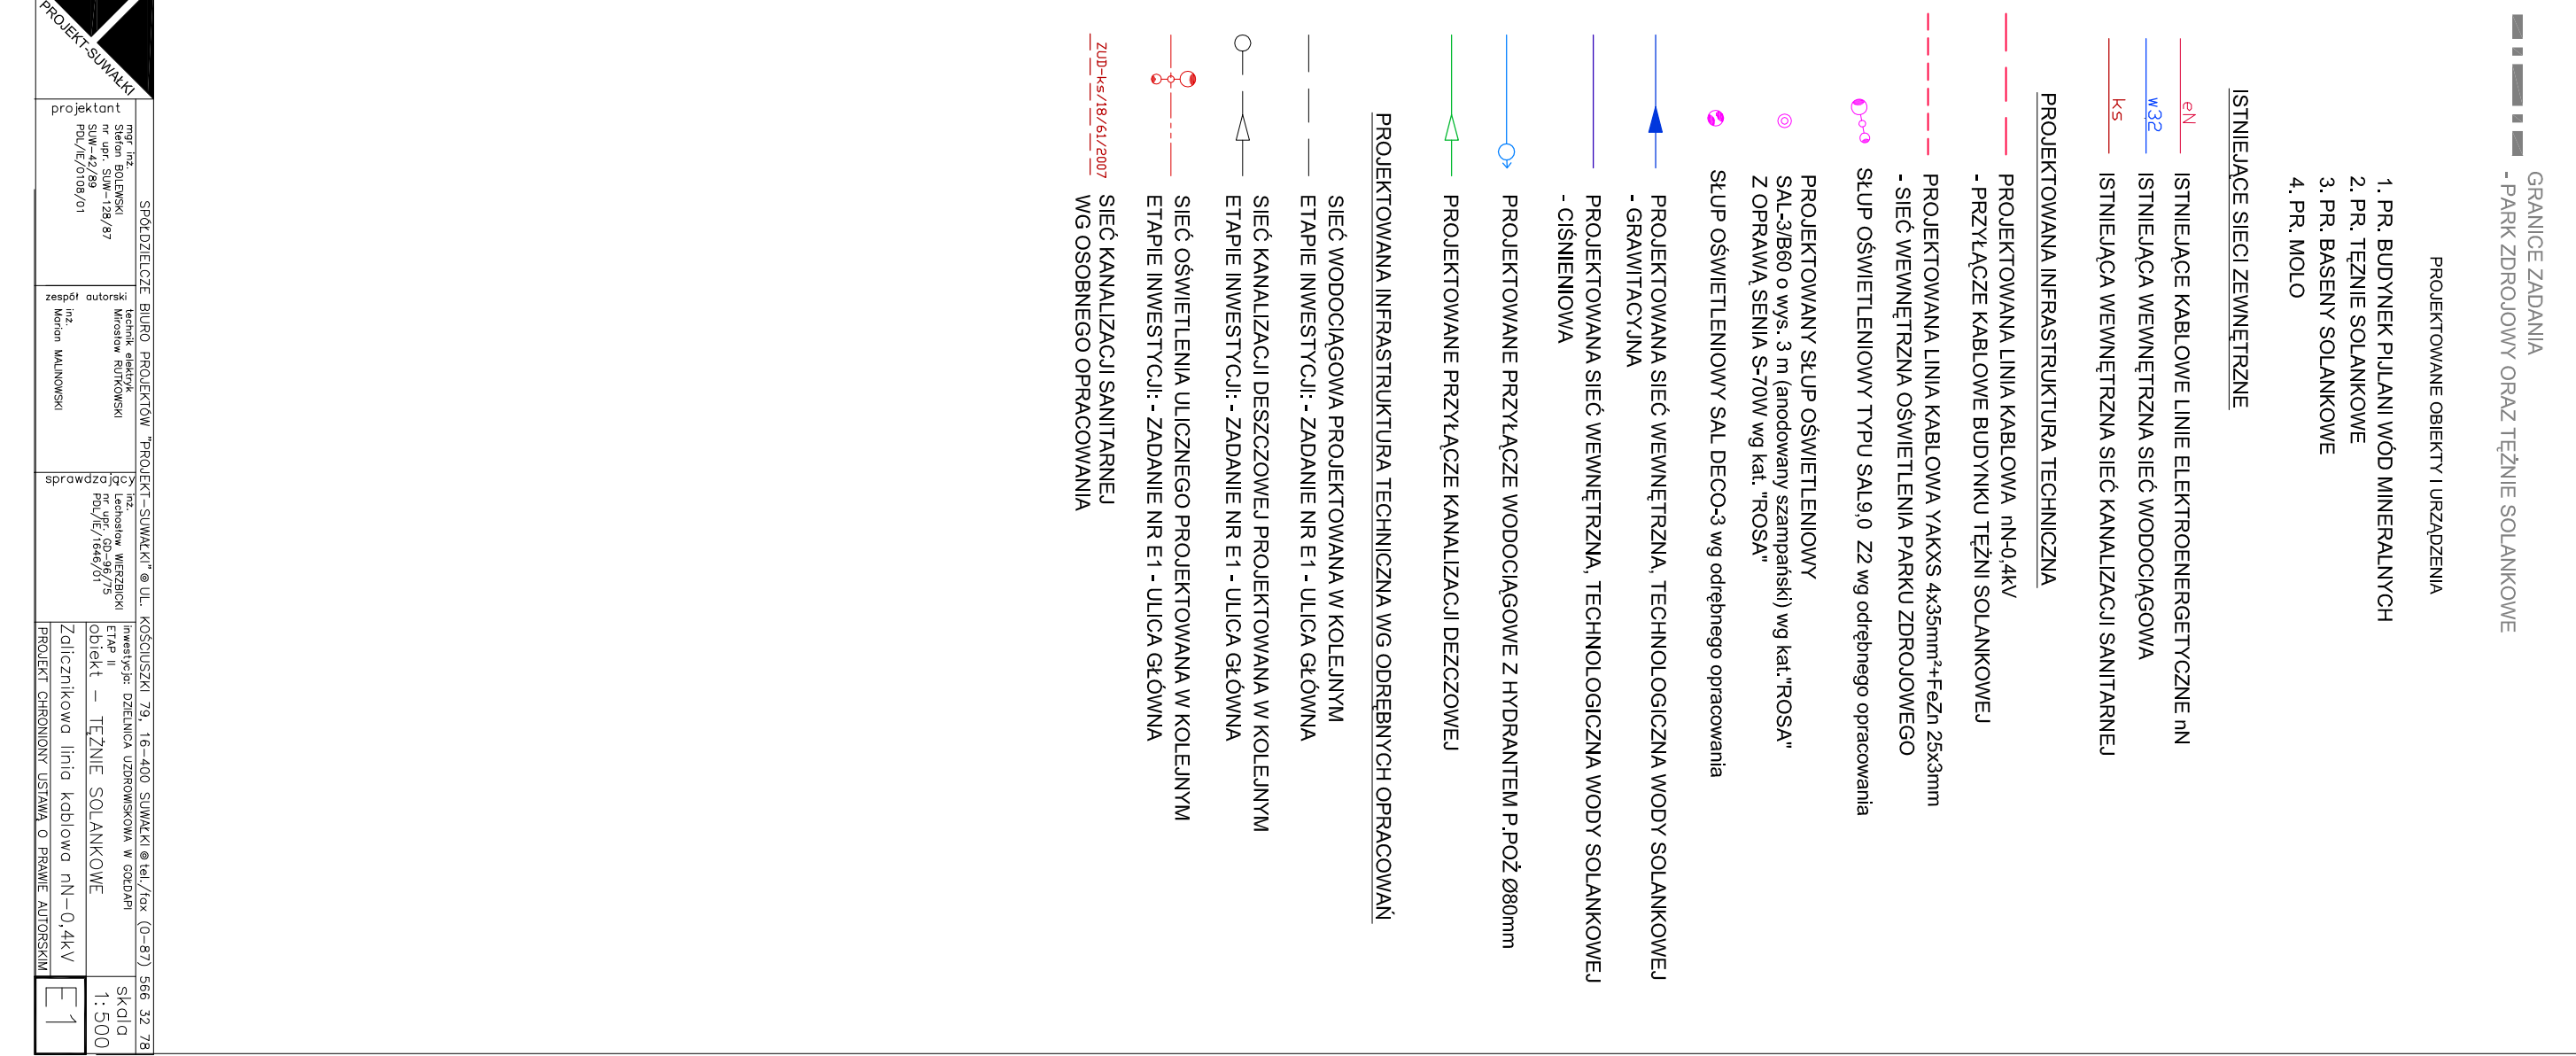 GRANICE ZADANIA
- PARK ZDROJOWY ORAZ TĘŻNIE SOLANKOWE
PROJEKTOWANE OBIEKTY I URZĄDZENIA
1. PR. BUDYNEK PIJLANI WÓD MINERALNYCH
2. PR. TĘZNIE SOLANKOWE
3. PR. BASENY SOLANKOWE
4. PR. MOLO
ISTNIEJĄCE SIECI ZEWNĘTRZNE
eN
ISTNIEJĄCE KABLOWE LINIE ELEKTROENERGETYCZNE nN
w32
ISTNIEJĄCA WEWNĘTRZNA SIEĆ WODOCIĄGOWA
ks
ISTNIEJĄCA WEWNĘTRZNA SIEĆ KANALIZACJI SANITARNEJ
PROJEKTOWANA INFRASTRUKTURA TECHNICZNA
PROJEKTOWANA LINIA KABLOWA nN-0,4kV
- PRZYŁĄCZE KABLOWE BUDYNKU TĘŻNI SOLANKOWEJ
PROJEKTOWANA LINIA KABLOWA YAKXS 4x35mm²+FeZn 25x3mm
- SIEĆ WEWNĘTRZNA OŚWIETLENIA PARKU ZDROJOWEGO
SŁUP OŚWIETLENIOWY TYPU SAL9,0 Z2 wg odrębnego opracowania
PROJEKTOWANY SŁUP OŚWIETLENIOWY
SAL-3/B60 o wys. 3 m (anodowany szampański) wg kat."ROSA"
Z OPRAWĄ SENIA S-70W wg kat. "ROSA"
SŁUP OŚWIETLENIOWY SAL DECO-3 wg odrębnego opracowania
PROJEKTOWANA SIEĆ WEWNĘTRZNA, TECHNOLOGICZNA WODY SOLANKOWEJ
- GRAWITACYJNA
PROJEKTOWANA SIEĆ WEWNĘTRZNA, TECHNOLOGICZNA WODY SOLANKOWEJ
- CIŚNIENIOWA
PROJEKTOWANE PRZYŁĄCZE WODOCIĄGOWE Z HYDRANTEM P.POŻ Ø80mm
PROJEKTOWANE PRZYŁĄCZE KANALIZACJI DEZCZOWEJ
PROJEKTOWANA INFRASTRUKTURA TECHNICZNA WG ODRĘBNYCH OPRACOWAŃ
SIEĆ WODOCIĄGOWA PROJEKTOWANA W KOLEJNYM
ETAPIE INWESTYCJI: - ZADANIE NR E1 - ULICA GŁÓWNA
SIEĆ KANALIZACJI DESZCZOWEJ PROJEKTOWANA W KOLEJNYM
ETAPIE INWESTYCJI: - ZADANIE NR E1 - ULICA GŁÓWNA
SIEĆ OŚWIETLENIA ULICZNEGO PROJEKTOWANA W KOLEJNYM
ETAPIE INWESTYCJI: - ZADANIE NR E1 - ULICA GŁÓWNA
ZUD-ks/18/61/2007
SIEĆ KANALIZACJI SANITARNEJ
WG OSOBNEGO OPRACOWANIA
PROJEKT-SUWAŁKI
SPÓŁDZIELCZE BIURO PROJEKTÓW "PROJEKT-SUWAŁKI" ⊚ UL. KOŚCIUSZKI 79, 16-400 SUWAŁKI ⊚ tel./fax (0-87) 566 32 78
projektant
mgr inż.
Stefan BOLEWSKI
nr upr. SUW-128/87
SUW-42/89
PDL/IE/0108/01
zespół autorski
technik elektryk
Mirosław RUTKOWSKI
inż.
Marian MALINOWSKI
sprawdzający
inż.
Lechosław WIERZBICKI
nr upr. GD-96/75
PDL/IE/1646/01
inwestycja: DZIELNICA UZDROWISKOWA W GOŁDAPI
ETAP II
obiekt - TĘŻNIE SOLANKOWE
Zalicznikowa linia kablowa nN-0,4kV
PROJEKT CHRONIONY USTAWĄ O PRAWIE AUTORSKIM
skala
1:500
E1